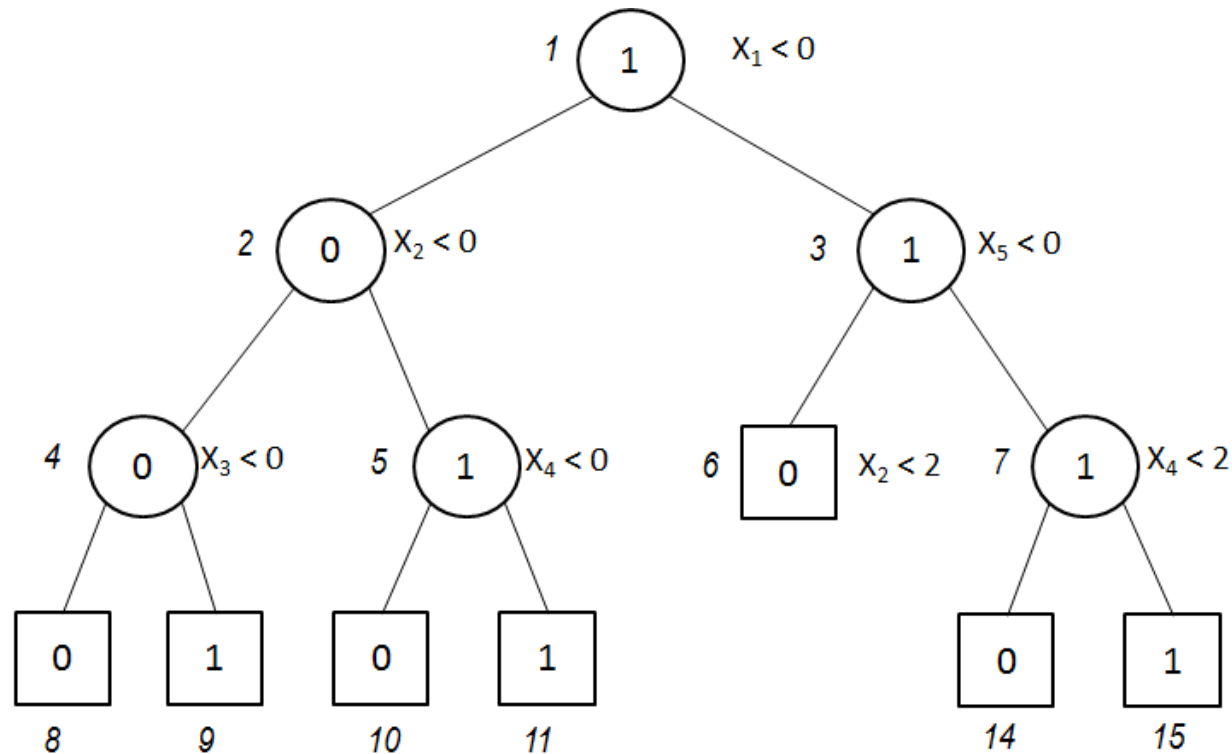 1 1 X₁ < 0
2 0 X₂ < 0 3 1 X₅ < 0
4 0 X₃ < 0 5 1 X₄ < 0 6 0 X₂ < 2 7 1 X₄ < 2
0 1 0 1 0 1
8 9 10 11 14 15